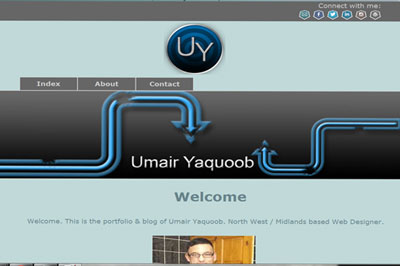 Connect with me:
UY
Index About Contact
Umair Yaquoob
Welcome
Welcome. This is the portfolio & blog of Umair Yaquoob. North West / Midlands based Web Designer.